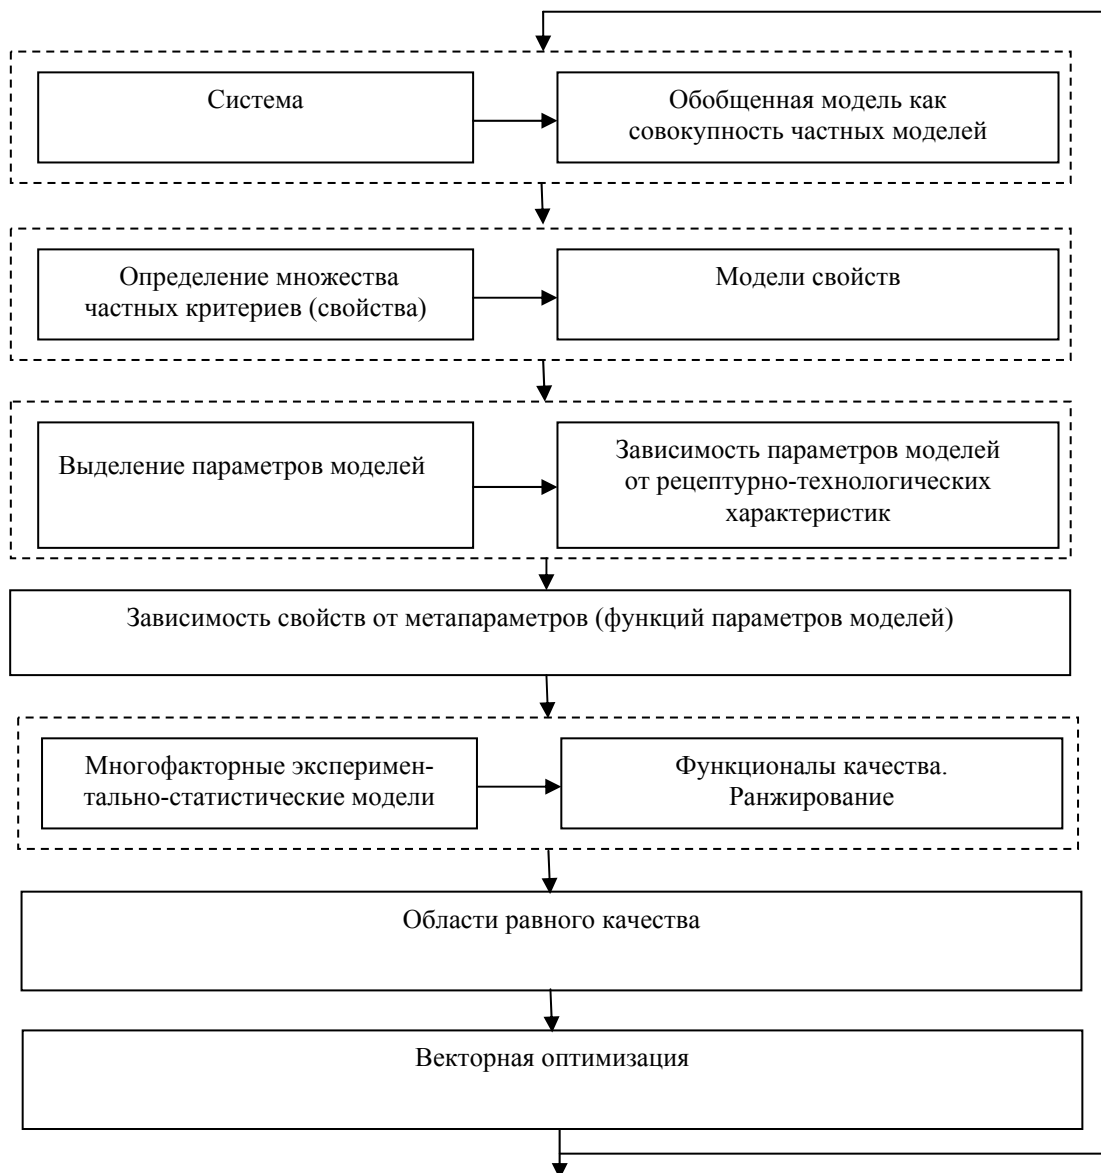 Система
Обобщенная модель как
совокупность частных моделей
Определение множества
частных критериев (свойства)
Модели свойств
Выделение параметров моделей
Зависимость параметров моделей
от рецептурно-технологических
характеристик
Зависимость свойств от метапараметров (функций параметров моделей)
Многофакторные эксперимен-
тально-статистические модели
Функционалы качества.
Ранжирование
Области равного качества
Векторная оптимизация